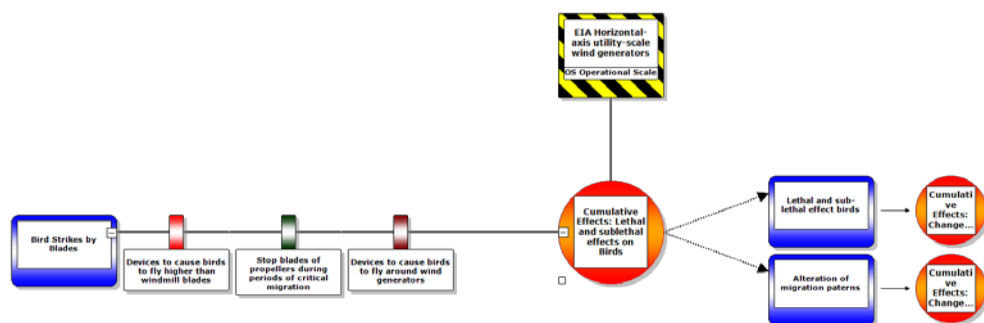 EIA Horizontal-
axis utility-scale
wind generators
OS Operational Scale
Bird Strikes by
Blades
Devices to cause birds
to fly higher than
windmill blades
Stop blades of
propellers during
periods of critical
migration
Devices to cause birds
to fly around wind
generators
Cumulative
Effects: Lethal
and sublethal
effects on
Birds
Lethal and sub-
lethal effect birds
Cumulati
ve
Effects:
Change...
Alteration of
migration paterns
Cumulati
ve
Effects:
Change...